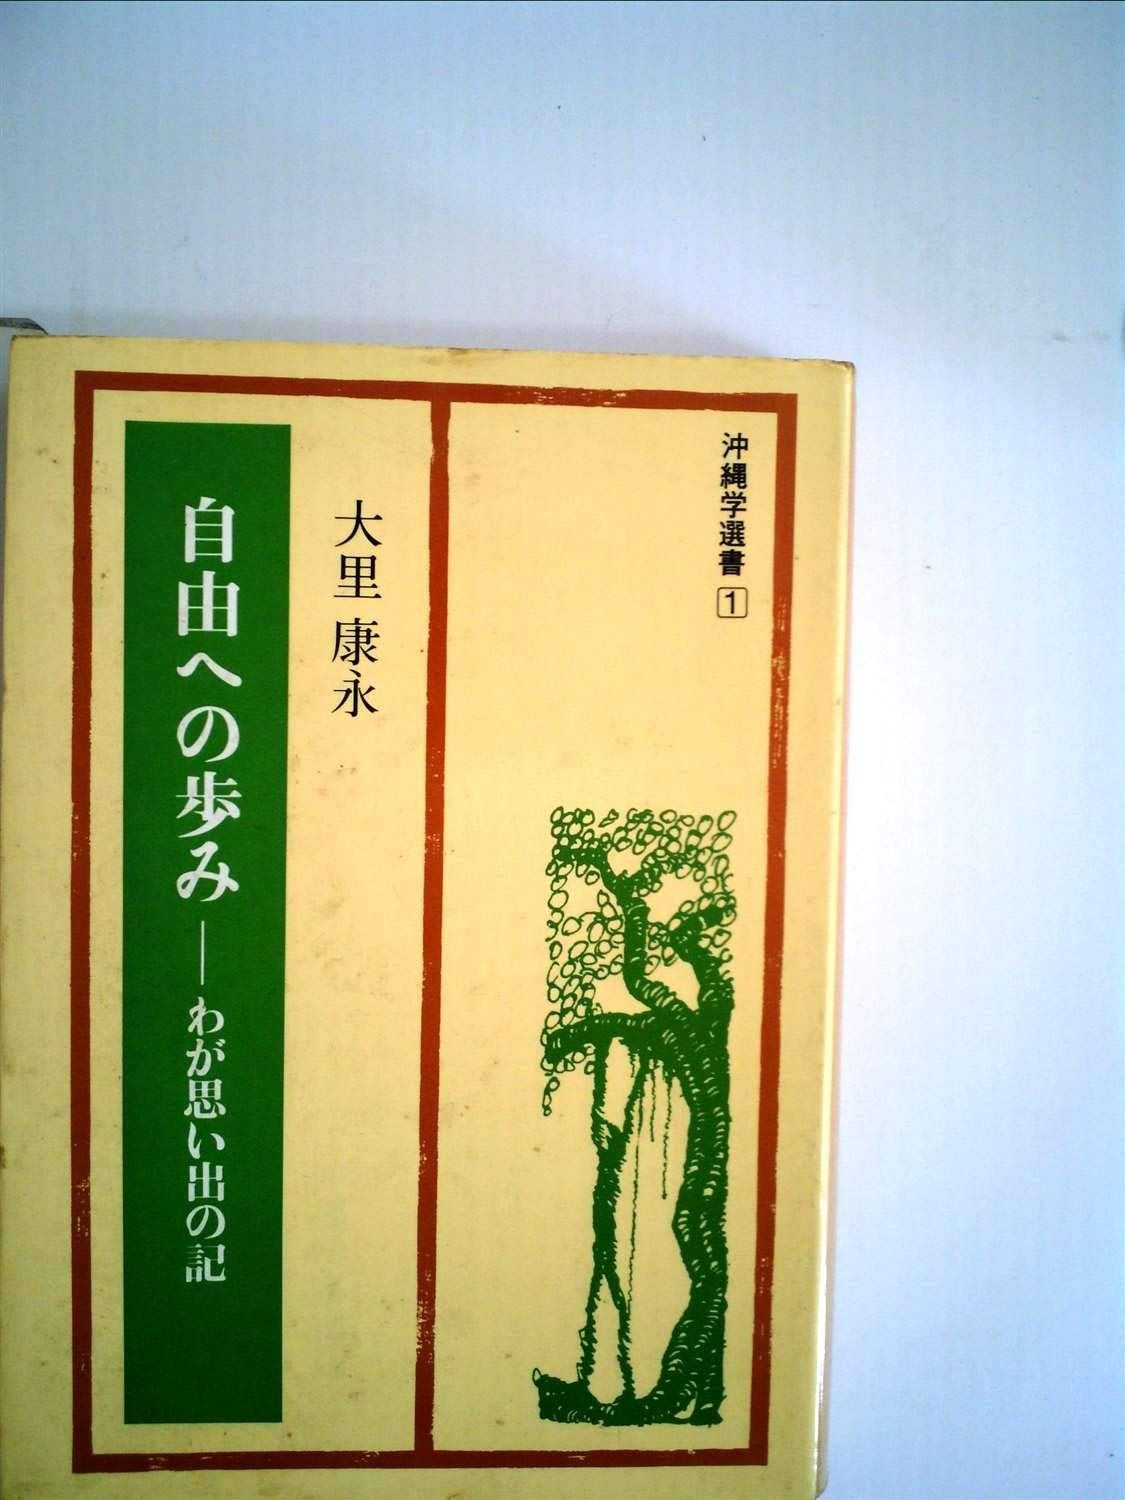 沖縄学選書1
大里 康永
自由への歩み——わが思い出の記